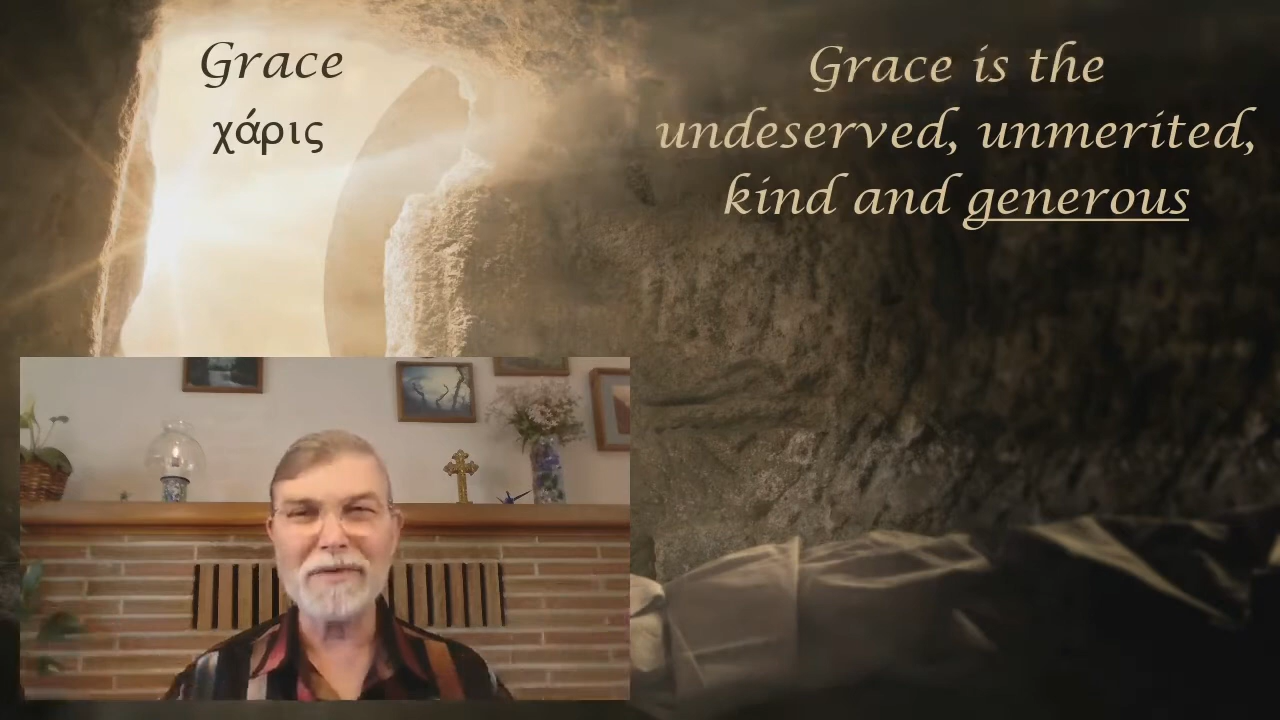 Grace
χάρις
Grace is the
undeserved, unmerited,
kind and generous